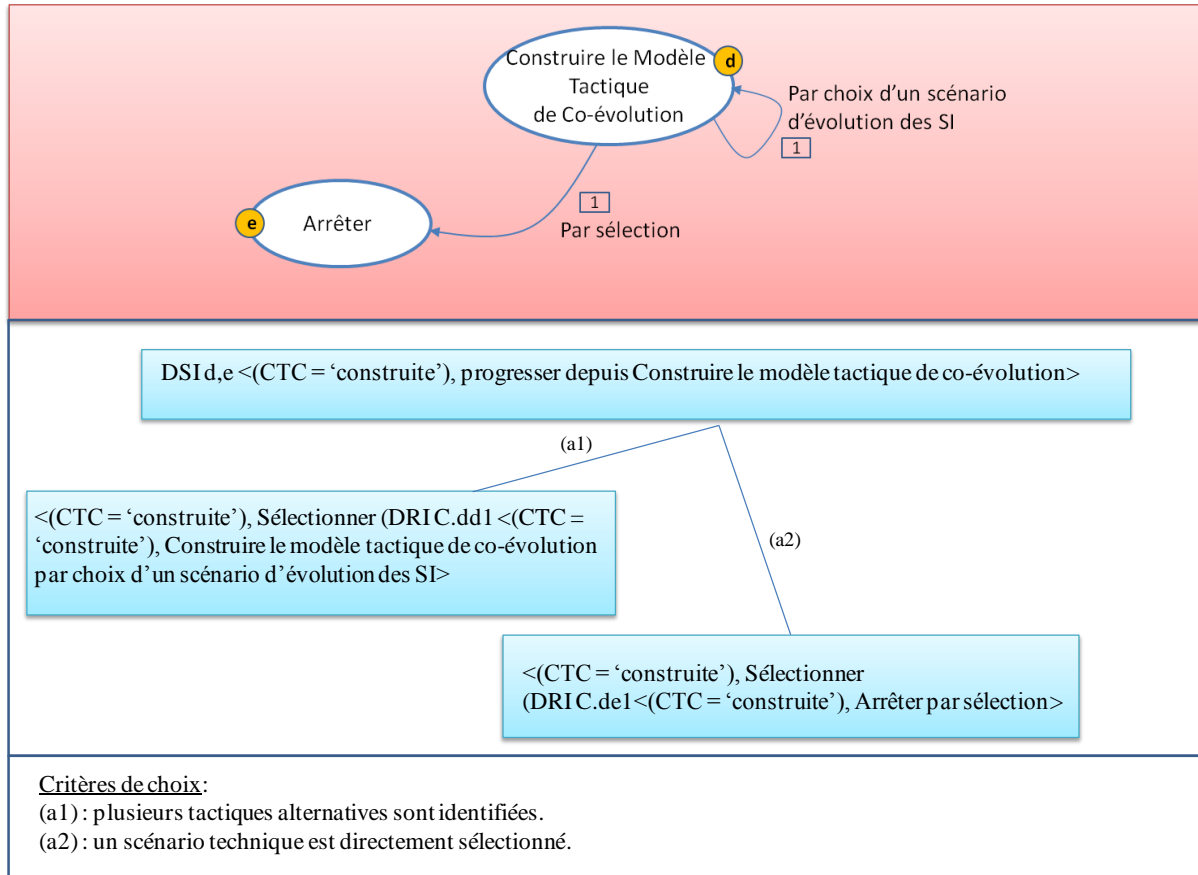 Construire le Modèle
Tactique
de Co-évolution
d
Par choix d'un scénario
d'évolution des SI
1
1
Par sélection
e
Arrêter
DSI d,e <(CTC = ‘construite’), progresser depuis Construire le modèle tactique de co-évolution>
(a1)
(a2)
<(CTC = ‘construite’), Sélectionner (DRI C.dd1 <(CTC =
‘construite’), Construire le modèle tactique de co-évolution
par choix d’un scénario d’évolution des SI>
<(CTC = ‘construite’), Sélectionner
(DRI C.de1<(CTC = ‘construite’), Arrêter par sélection>
Critères de choix:
(a1) : plusieurs tactiques alternatives sont identifiées.
(a2) : un scénario technique est directement sélectionné.